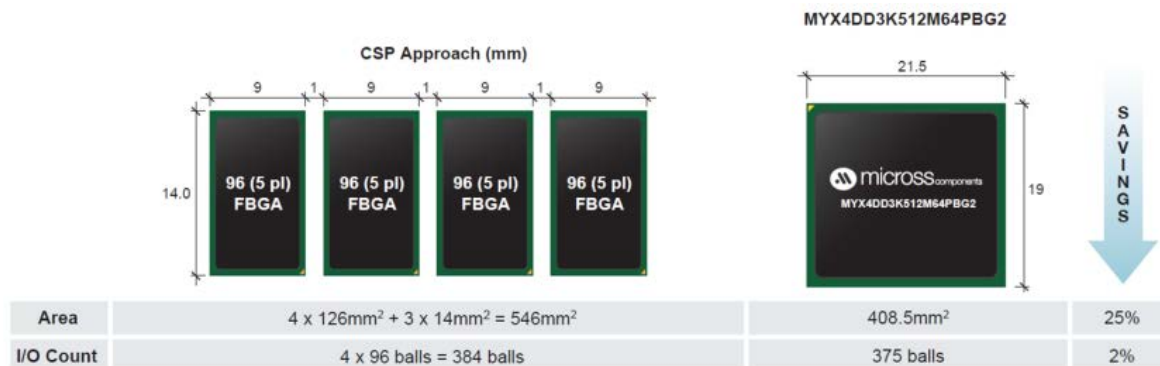 MYX4DD3K512M64PBG2
CSP Approach (mm)
9 1 9 1 9 1 9
21.5
14.0
96 (5 pl)
FBGA
96 (5 pl)
FBGA
96 (5 pl)
FBGA
96 (5 pl)
FBGA
micross components
MYX4DD3K512M64PBG2
19
SAVINGS
Area 4 x 126mm² + 3 x 14mm² = 546mm² 408.5mm² 25%
I/O Count 4 x 96 balls = 384 balls 375 balls 2%